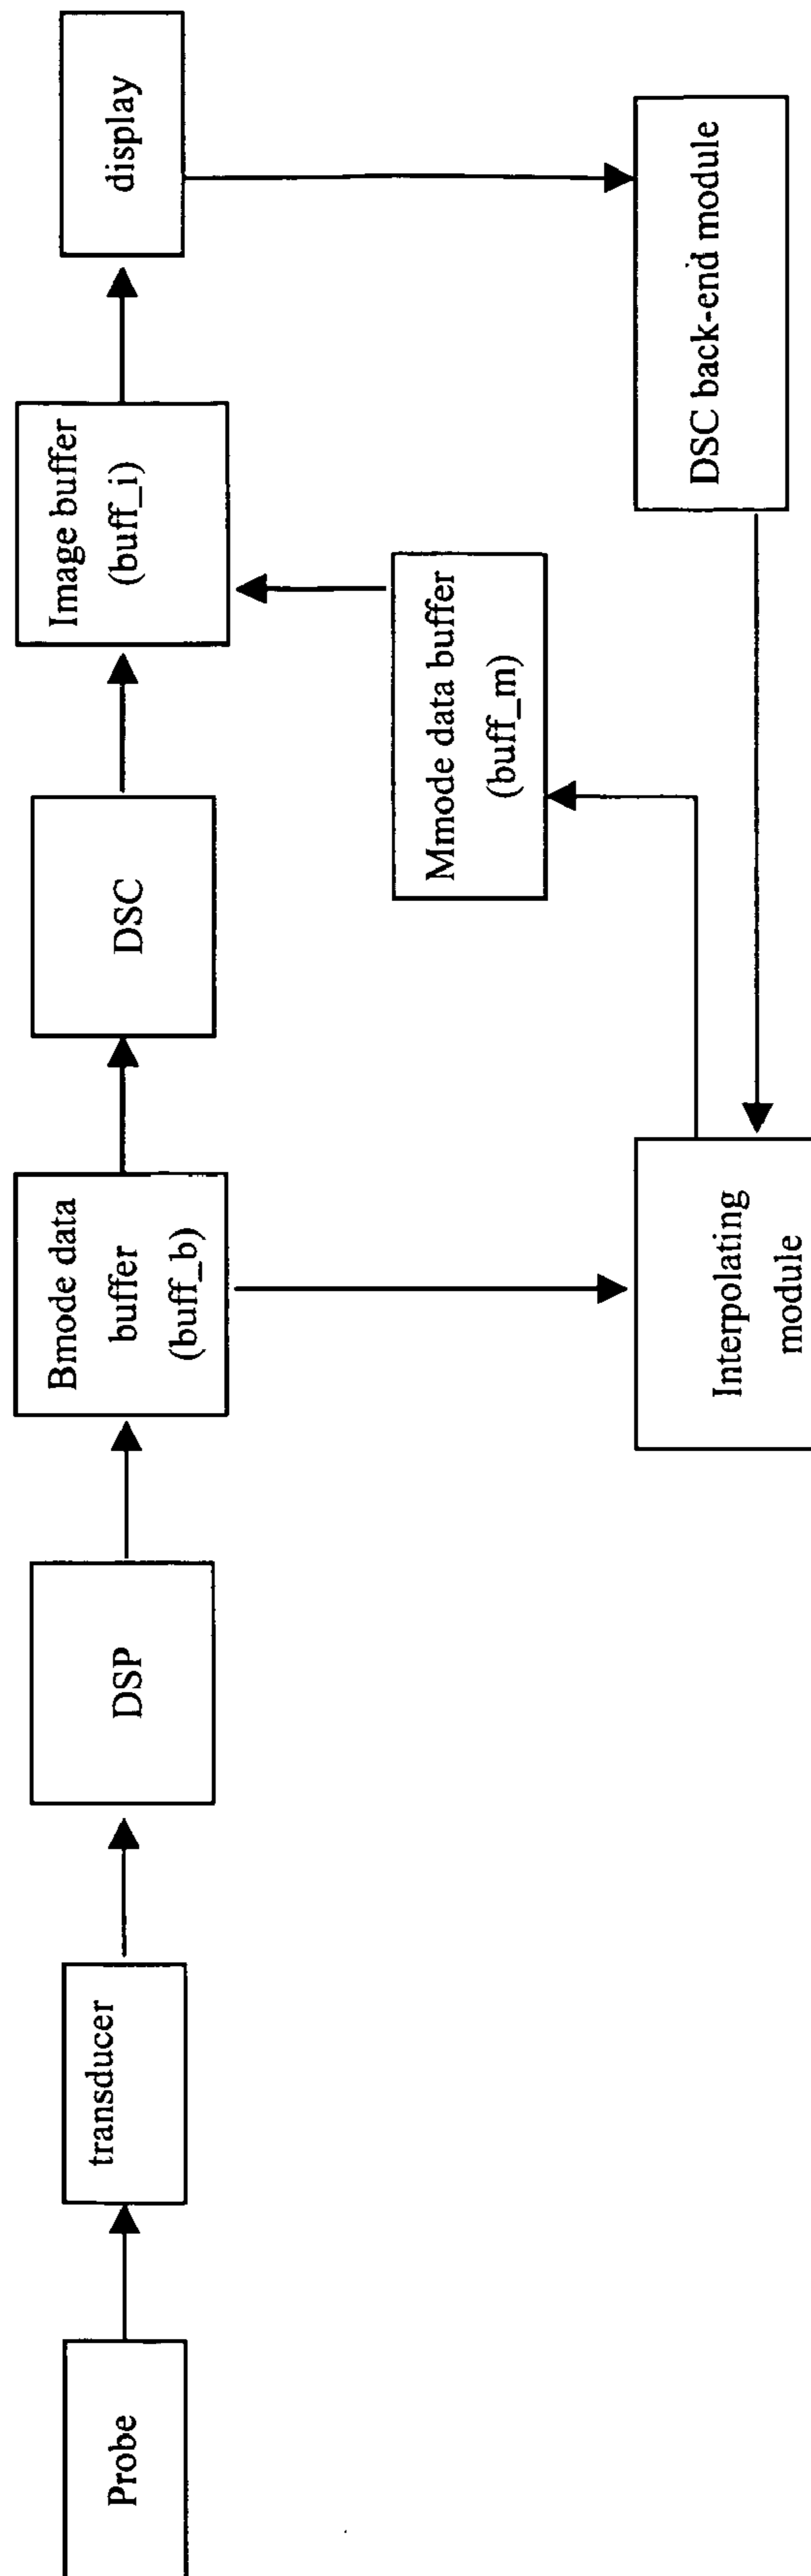 Probe
transducer
DSP
Bmode data
buffer
(buff_b)
DSC
Image buffer
(buff_i)
display
Mmode data buffer
(buff_m)
Interpolating
module
DSC back-end module